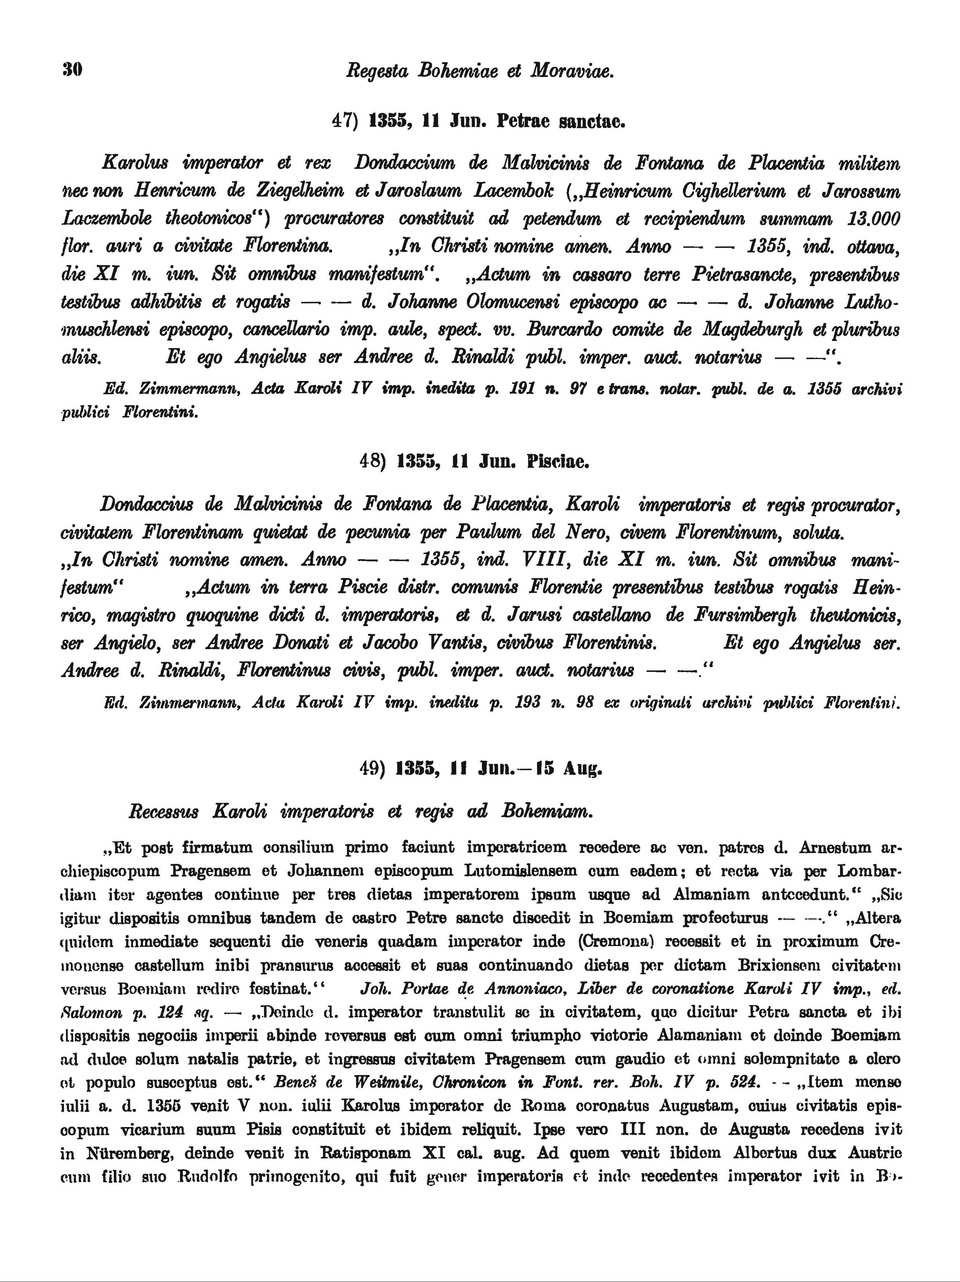 30 Regesta Bohemiae et Moraviae.
47) 1355, 11 Jun. Petrae sanctae.
Karolus imperator et rex Dondaccium de Malvicinis de Fontana de Placentia militem
nec non Henricum de Ziegelheim et Jaroslaum Lacembok („Heinricum Cighellerium et Jarossum
Laczembole theotonicos“) procuratores constituit ad petendum et recipiendum summam 13.000
flor. auri a civitate Florentina. „In Christi nomine amen. Anno — — 1355, ind. ottava,
die XI m. iun. Sit omnibus manifestum“. „Actum in cassaro terre Pietrasancte, presentibus
testibus adhibitis et rogatis — — d. Johanne Olomucensi episcopo ac — — d. Johanne Lutho-
muschlensi episcopo, cancellario imp. aule, spect. vv. Burcardo comite de Magdeburgh et pluribus
aliis. Et ego Angielus ser Andree d. Rinaldi publ. imper. auct. notarius — —“.
Ed. Zimmermann, Acta Karoli IV imp. inedita p. 191 n. 97 e trans. notar. publ. de a. 1355 archivi
publici Florentini.
48) 1355, 11 Jun. Pisciae.
Dondaccius de Malvicinis de Fontana de Placentia, Karoli imperatoris et regis procurator,
civitatem Florentinam quietat de pecunia per Paulum del Nero, civem Florentinum, soluta.
„In Christi nomine amen. Anno — — 1355, ind. VIII, die XI m. iun. Sit omnibus mani-
festum“ „Actum in terra Piscie distr. comunis Florentie presentibus testibus rogatis Hein-
rico, magistro quoquine dicti d. imperatoris, et d. Jarusi castellano de Fursimbergh theutonicis,
ser Angielo, ser Andree Donati et Jacobo Vantis, civibus Florentinis. Et ego Angielus ser.
Andree d. Rinaldi, Florentinus civis, publ. imper. auct. notarius — —.“
Ed. Zimmermann, Acta Karoli IV imp. inedita p. 193 n. 98 ex originali archivi publici Florentini.
49) 1355, 11 Jun.—15 Aug.
Recessus Karoli imperatoris et regis ad Bohemiam.
„Et post firmatum consilium primo faciunt imperatricem recedere ac ven. patres d. Arnestum ar-
chiepiscopum Pragensem et Johannem episcopum Lutomislensem cum eadem; et recta via per Lombar-
diam iter agentes continue per tres dietas imperatorem ipsum usque ad Almaniam antecedunt.“ „Sic
igitur dispositis omnibus tandem de castro Petre sancte discedit in Boemiam profecturus — —.“ „Altera
quidem inmediate sequenti die veneris quadam imperator inde (Cremona) recessit et in proximum Cre-
monense castellum inibi pransurus accessit et suas continuando dietas per dictam Brixiensem civitatem
versus Boemiam redire festinat.“ Joh. Portae de Annoniaco, Liber de coronatione Karoli IV imp., ed.
Salomon p. 124 sq. — „Deinde d. imperator transtulit se in civitatem, que dicitur Petra sancta et ibi
dispositis negociis imperii abinde reversus est cum omni triumpho victorie Alamaniam et deinde Boemiam
ad dulce solum natalis patrie, et ingressus civitatem Pragensem cum gaudio et omni solempnitate a clero
et populo susceptus est.“ Beneš de Weitmile, Chronicon in Font. rer. Boh. IV p. 524. -- „Item mense
iulii a. d. 1355 venit V non. iulii Karolus imperator de Roma coronatus Augustam, cuius civitatis epis-
copum vicarium suum Pisis constituit et ibidem reliquit. Ipse vero III non. de Augusta recedens ivit
in Nüremberg, deinde venit in Ratisponam XI cal. aug. Ad quem venit ibidem Albertus dux Austrie
cum filio suo Rudolfo primogenito, qui fuit gener imperatoris et inde recedentes imperator ivit in Bo-